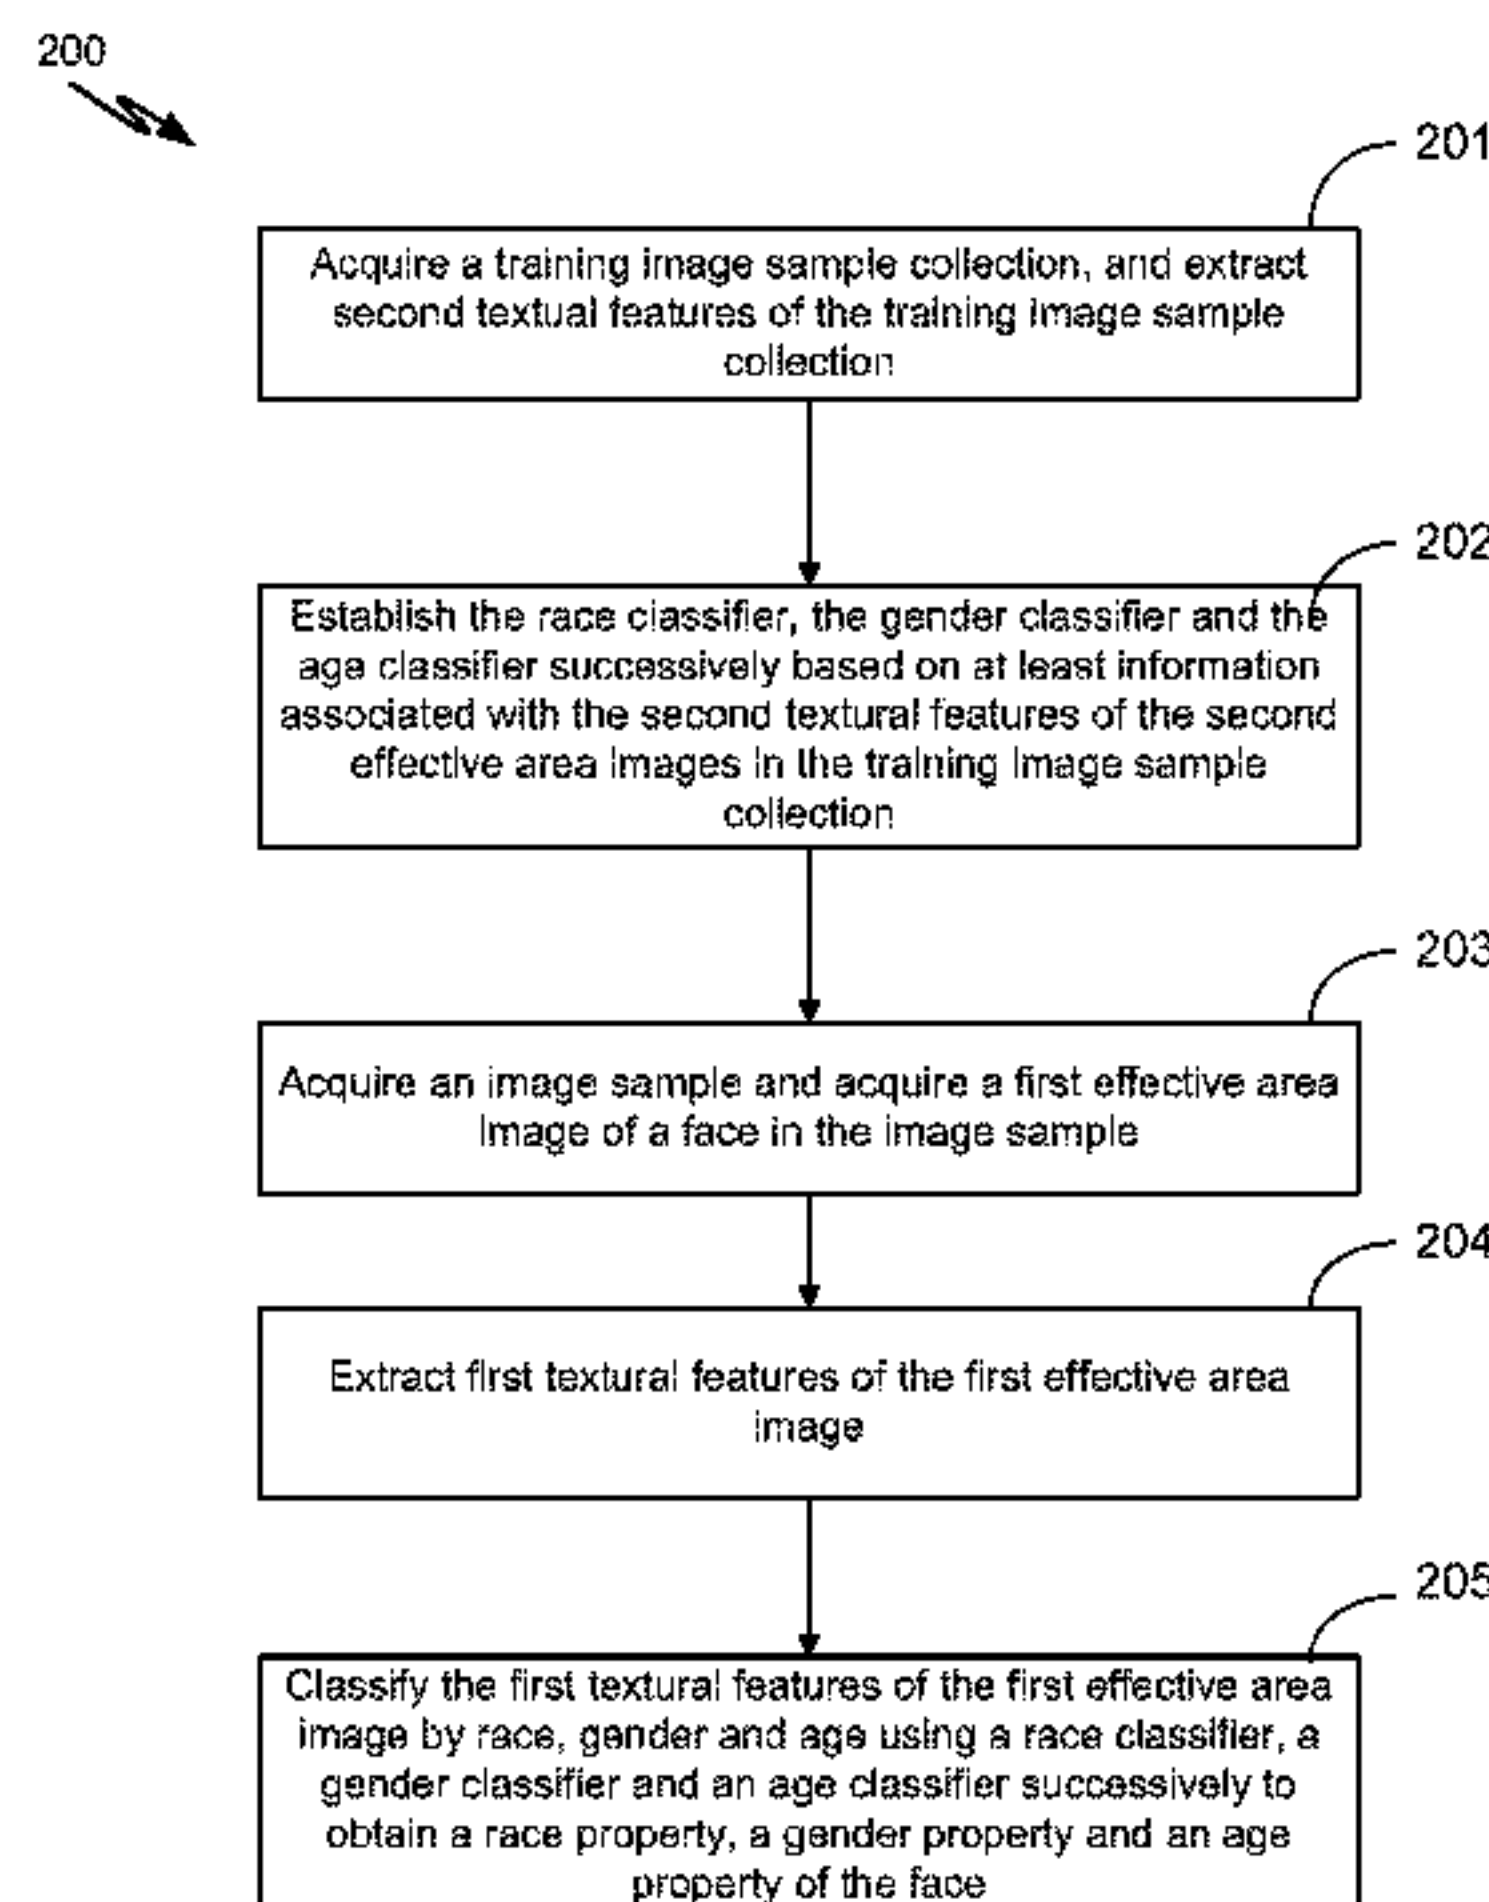 200
201
Acquire a training image sample collection, and extract
second textual features of the training image sample
collection
202
Establish the race classifier, the gender classifier and the
age classifier successively based on at least information
associated with the second textural features of the second
effective area images in the training image sample
collection
203
Acquire an image sample and acquire a first effective area
image of a face in the image sample
204
Extract first textural features of the first effective area
image
205
Classify the first textural features of the first effective area
image by race, gender and age using a race classifier, a
gender classifier and an age classifier successively to
obtain a race property, a gender property and an age
property of the face